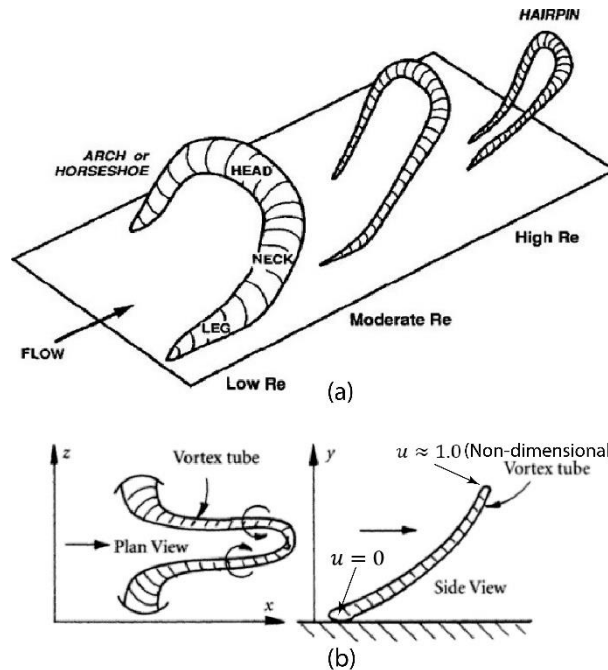 HAIRPIN
ARCH or
HORSESHOE
HEAD
NECK
LEG
High Re
Moderate Re
Low Re
FLOW
(a)
z
Vortex tube
Plan View
x
y
u ≈ 1.0 (Non-dimensional
Vortex tube
u = 0
Side View
(b)